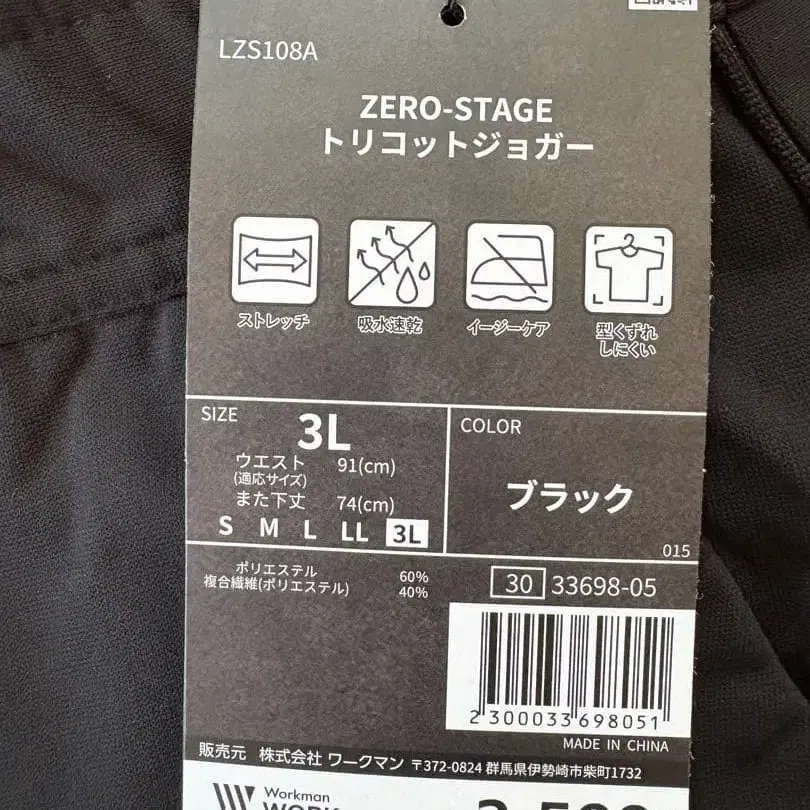 LZS108A
ZERO-STAGE
トリコットジョガー
ストレッチ
吸水速乾
イージーケア
型くずれ
しにくい
SIZE
3L
ウエスト 91(cm)
(適応サイズ)
また下丈 74(cm)
S M L LL 3L
COLOR
ブラック
015
ポリエステル 60%
複合繊維(ポリエステル) 40%
30 33698-05
2300033698051
MADE IN CHINA
販売元 株式会社 ワークマン 〒372-0824 群馬県伊勢崎市柴町1732
Workman